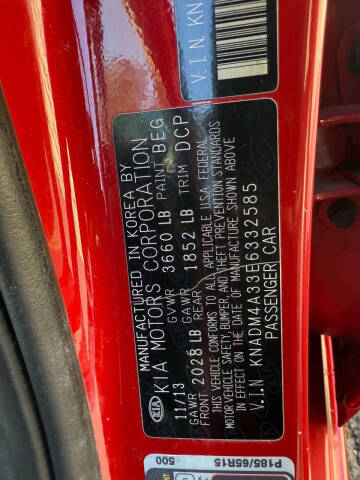 MANUFACTURED IN KOREA BY
KIA MOTORS CORPORATION
11/13 GVWR 3660 LB PAINT BEG
GAWR FRONT 2028 LB GAWR REAR 1852 LB TRIM DCP
THIS VEHICLE CONFORMS TO ALL APPLICABLE U.S.A. FEDERAL
MOTOR VEHICLE SAFETY, BUMPER, AND THEFT PREVENTION STANDARDS
IN EFFECT ON THE DATE OF MANUFACTURE SHOWN ABOVE
V.I.N. KNADM4A33E6332585
PASSENGER CAR
KIA
V.I.N. KN
P185/65R15
500